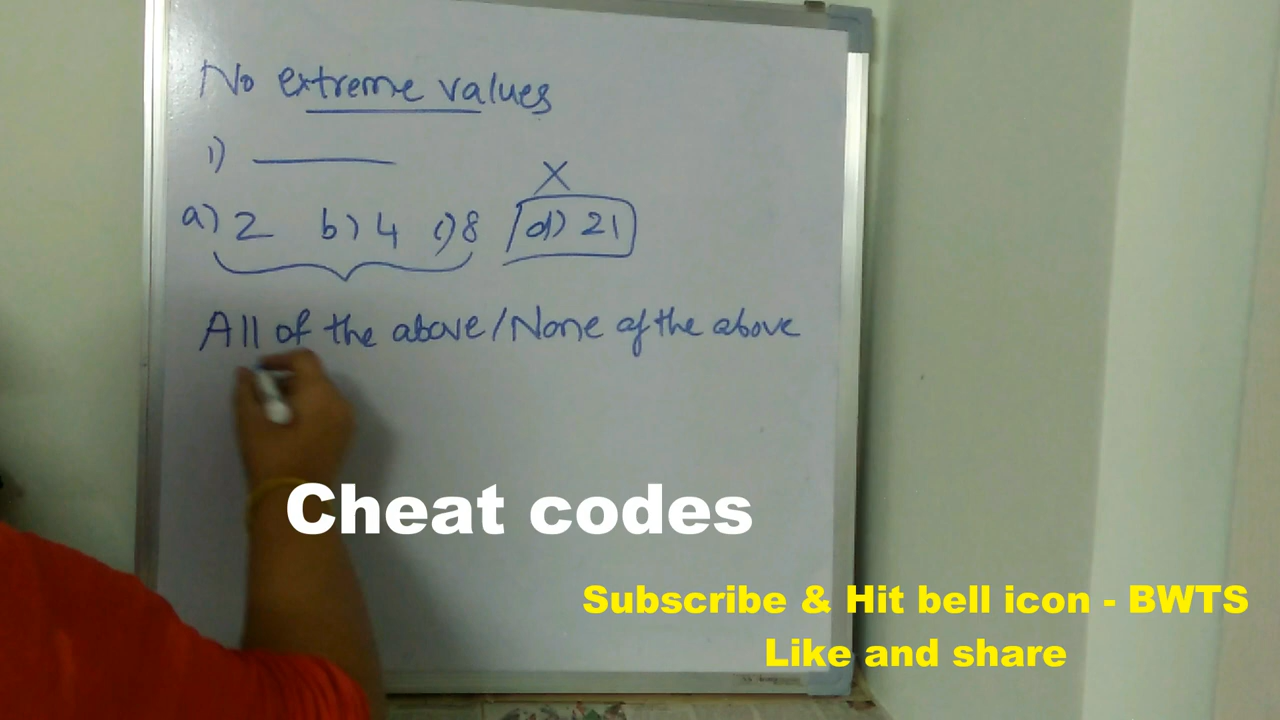 No extreme values
1)
X
a) 2 b) 4 c) 8 d) 21
All of the above / None of the above
Cheat codes
Subscribe & Hit bell icon - BWTS
Like and share